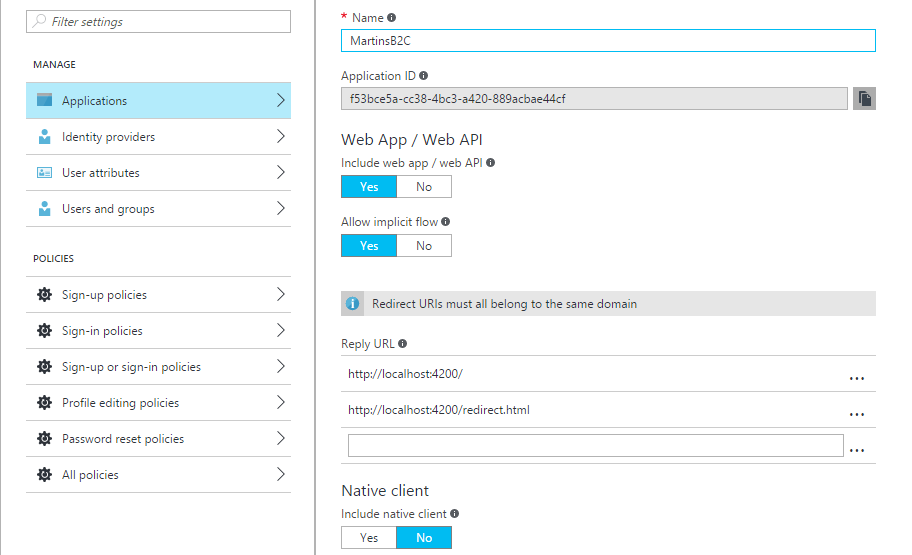 Filter settings
MANAGE
Applications
Identity providers
User attributes
Users and groups
POLICIES
Sign-up policies
Sign-in policies
Sign-up or sign-in policies
Profile editing policies
Password reset policies
All policies
* Name
MartinsB2C
Application ID
f53bce5a-cc38-4bc3-a420-889acbae44cf
Web App / Web API
Include web app / web API
Yes No
Allow implicit flow
Yes No
Redirect URIs must all belong to the same domain
Reply URL
http://localhost:4200/
...
http://localhost:4200/redirect.html
...
...
Native client
Include native client
Yes No